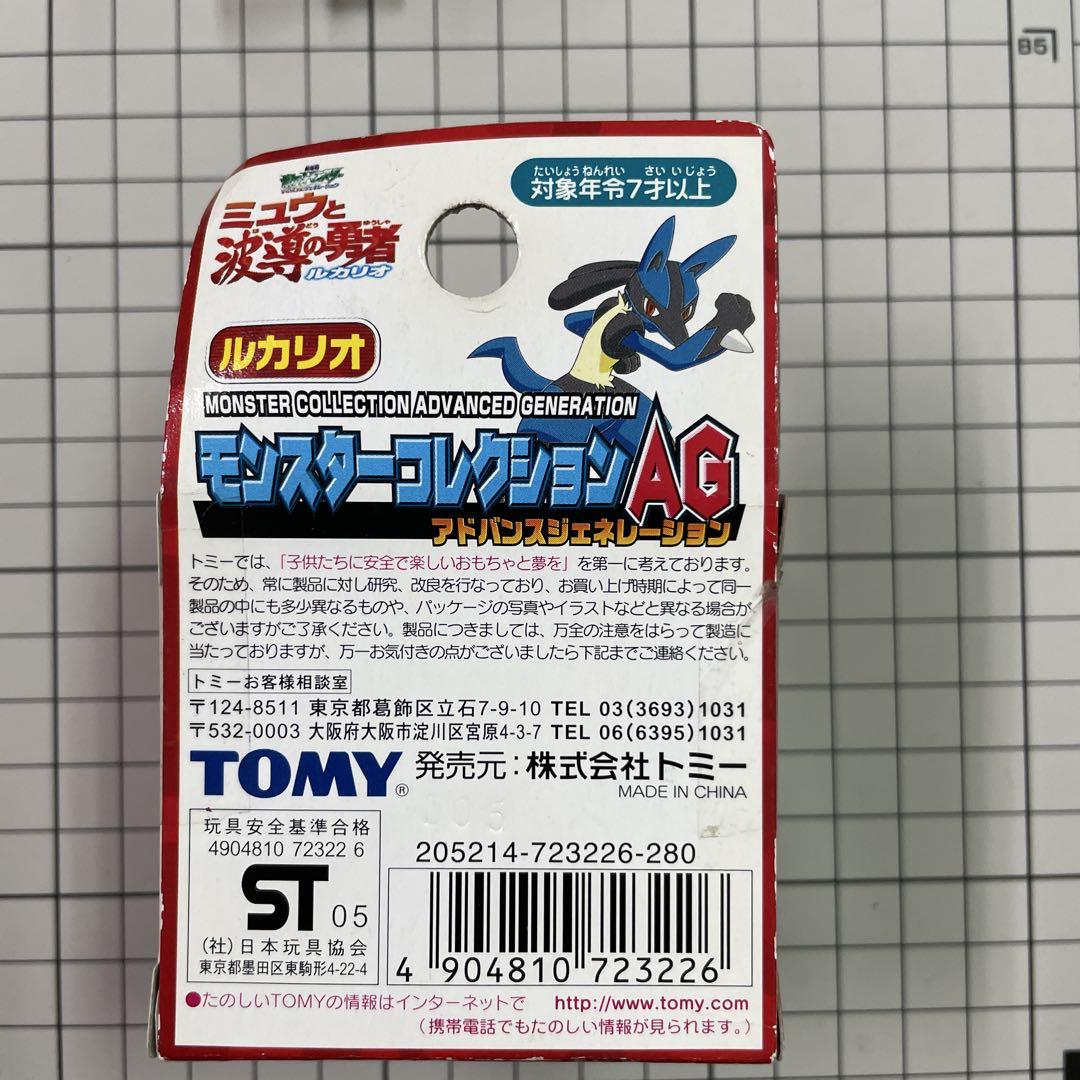 B5
たいしょうねんれい さいいじょう
対象年令7才以上
劇場版
ミュウと
波導の勇者
はどう ゆうしゃ
ルカリオ
ルカリオ
MONSTER COLLECTION ADVANCED GENERATION
モンスターコレクションAG
アドバンスジェネレーション
トミーでは、「子供たちに安全で楽しいおもちゃと夢を」を第一に考えております。
そのため、常に製品に対し研究、改良を行なっており、お買い上げ時期によって同一
製品の中にも多少異なるものや、パッケージの写真やイラストなどと異なる場合が
ございますがご了承ください。製品につきましては、万全の注意をはらって製造に
当たっておりますが、万一お気付きの点がございましたら下記までご連絡ください。
トミーお客様相談室
〒124-8511 東京都葛飾区立石7-9-10 TEL 03(3693)1031
〒532-0003 大阪府大阪市淀川区宮原4-3-7 TEL 06(6395)1031
TOMY® 発売元:株式会社トミー
MADE IN CHINA
玩具安全基準合格
4904810 72322 6
ST 05
(社)日本玩具協会
東京都墨田区東駒形4-22-4
205214-723226-280
4 904810 723226
●たのしいTOMYの情報はインターネットで http://www.tomy.com
(携帯電話でもたのしい情報が見られます。)